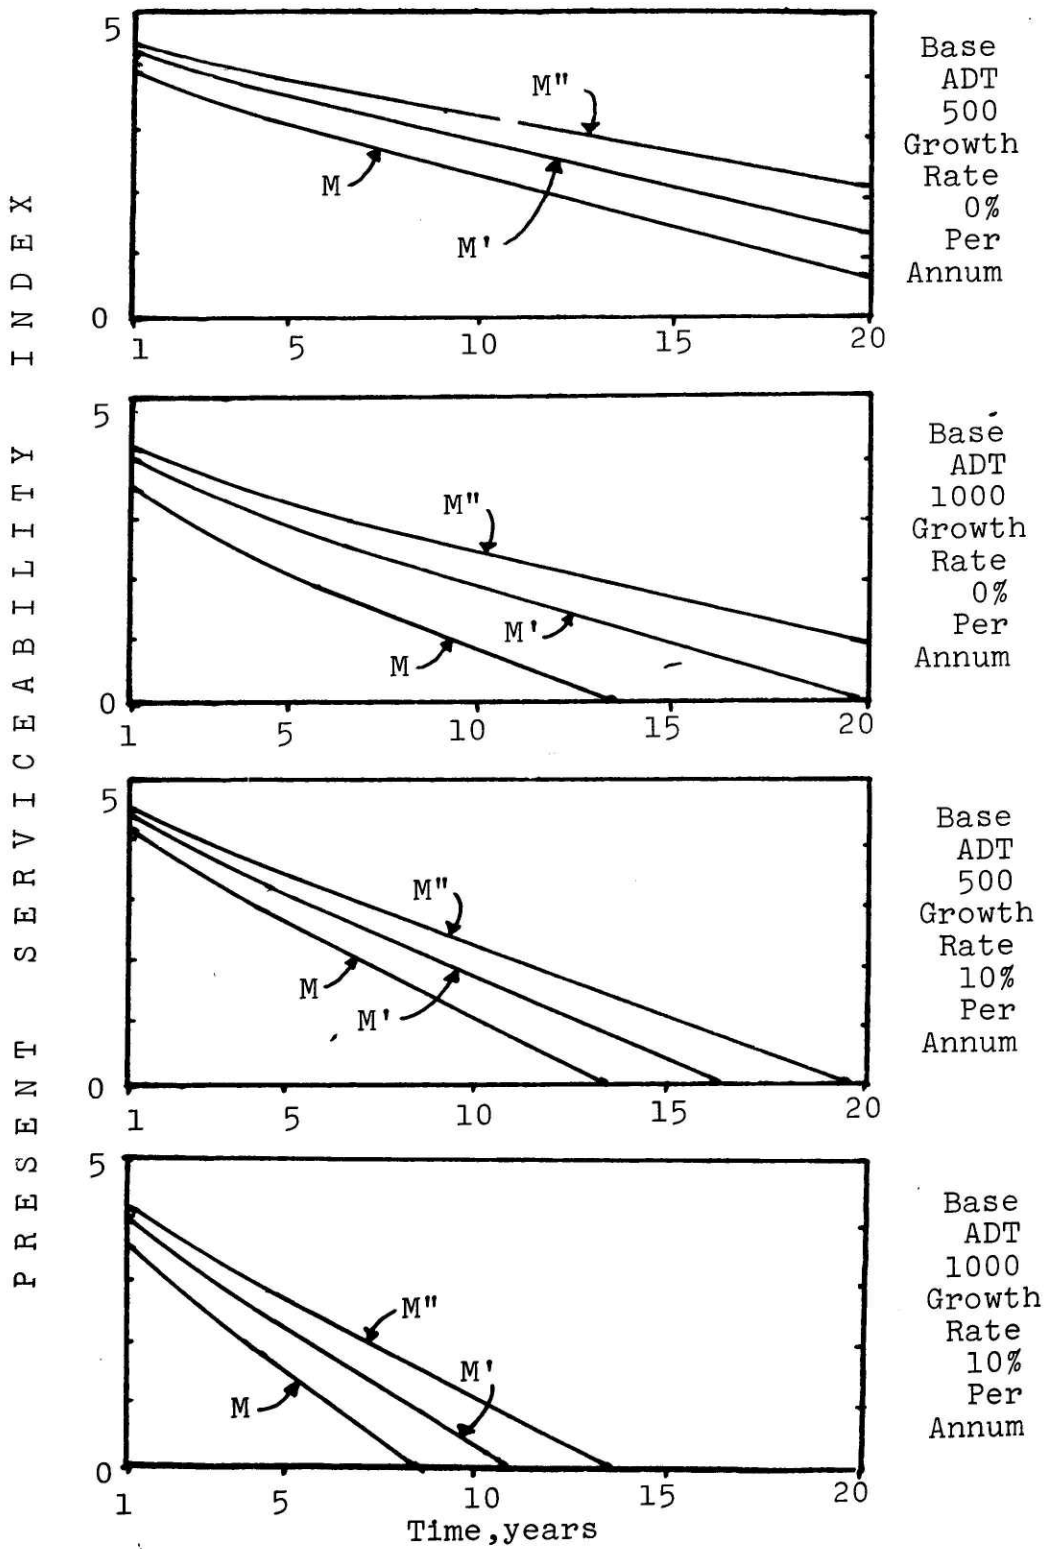 PRESENT SERVICEABILITY INDEX
5
M"
M
M'
0
1 5 10 15 20
Base
ADT
500
Growth
Rate
0%
Per
Annum
5
M"
M'
M
0
1 5 10 15 20
Base
ADT
1000
Growth
Rate
0%
Per
Annum
5
M"
M
M'
0
1 5 10 15 20
Base
ADT
500
Growth
Rate
10%
Per
Annum
5
M"
M'
M
0
1 5 10 15 20
Time,years
Base
ADT
1000
Growth
Rate
10%
Per
Annum